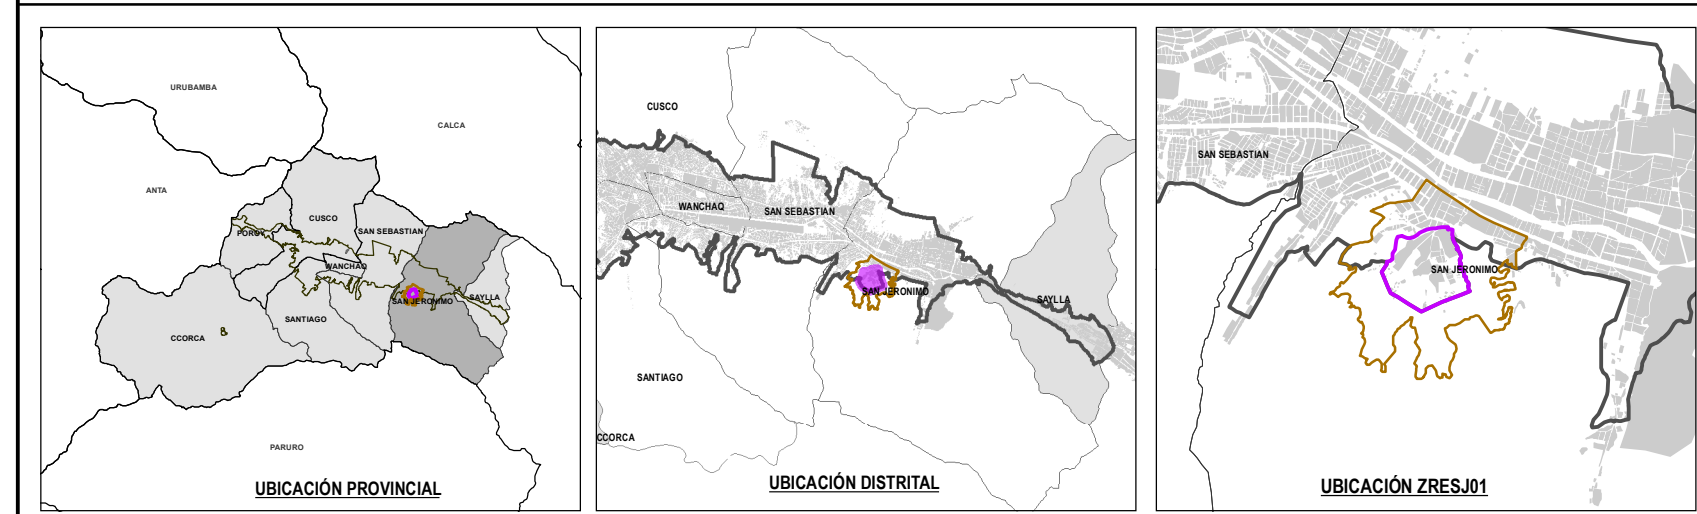 URUBAMBA
CALCA
ANTA
CUSCO
POROY
SAN SEBASTIAN
WANCHAQ
SAYLLA
SAN JERONIMO
SANTIAGO
CCORCA
PARURO
UBICACIÓN PROVINCIAL
CUSCO
WANCHAQ
SAN SEBASTIAN
SAN JERONIMO
SAYLLA
SANTIAGO
CCORCA
UBICACIÓN DISTRITAL
SAN SEBASTIAN
SAN JERONIMO
UBICACIÓN ZRESJ01